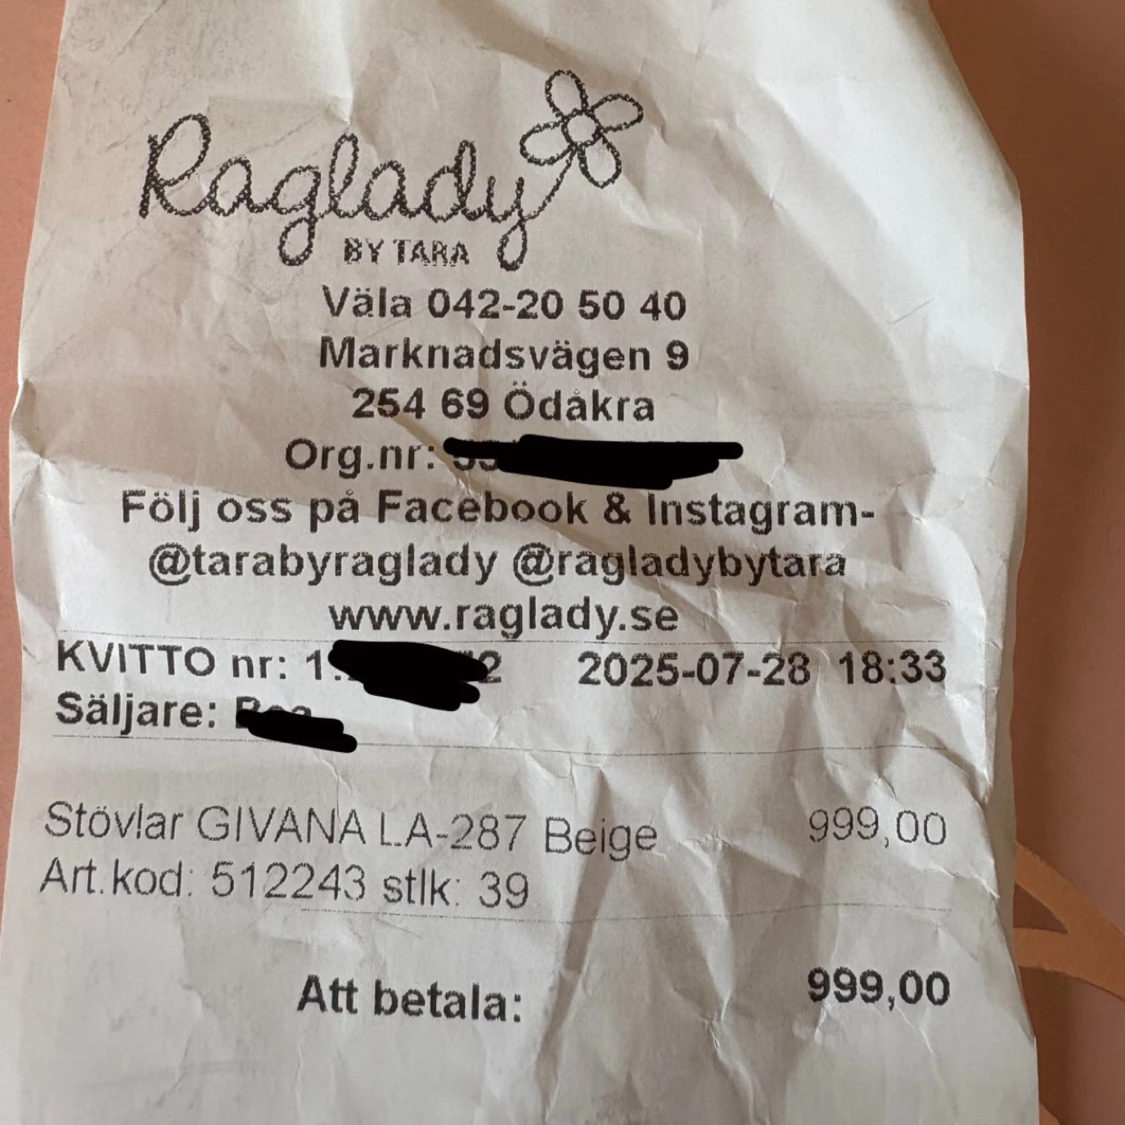 Raglady
BY TARA
Väla 042-20 50 40
Marknadsvägen 9
254 69 Ödåkra
Org.nr:
Följ oss på Facebook & Instagram-
@tarabyraglady @ragladybytara
www.raglady.se
KVITTO nr: 2025-07-28 18:33
Säljare:
Stövlar GIVANA LA-287 Beige 999,00
Art.kod: 512243 stlk: 39
Att betala: 999,00